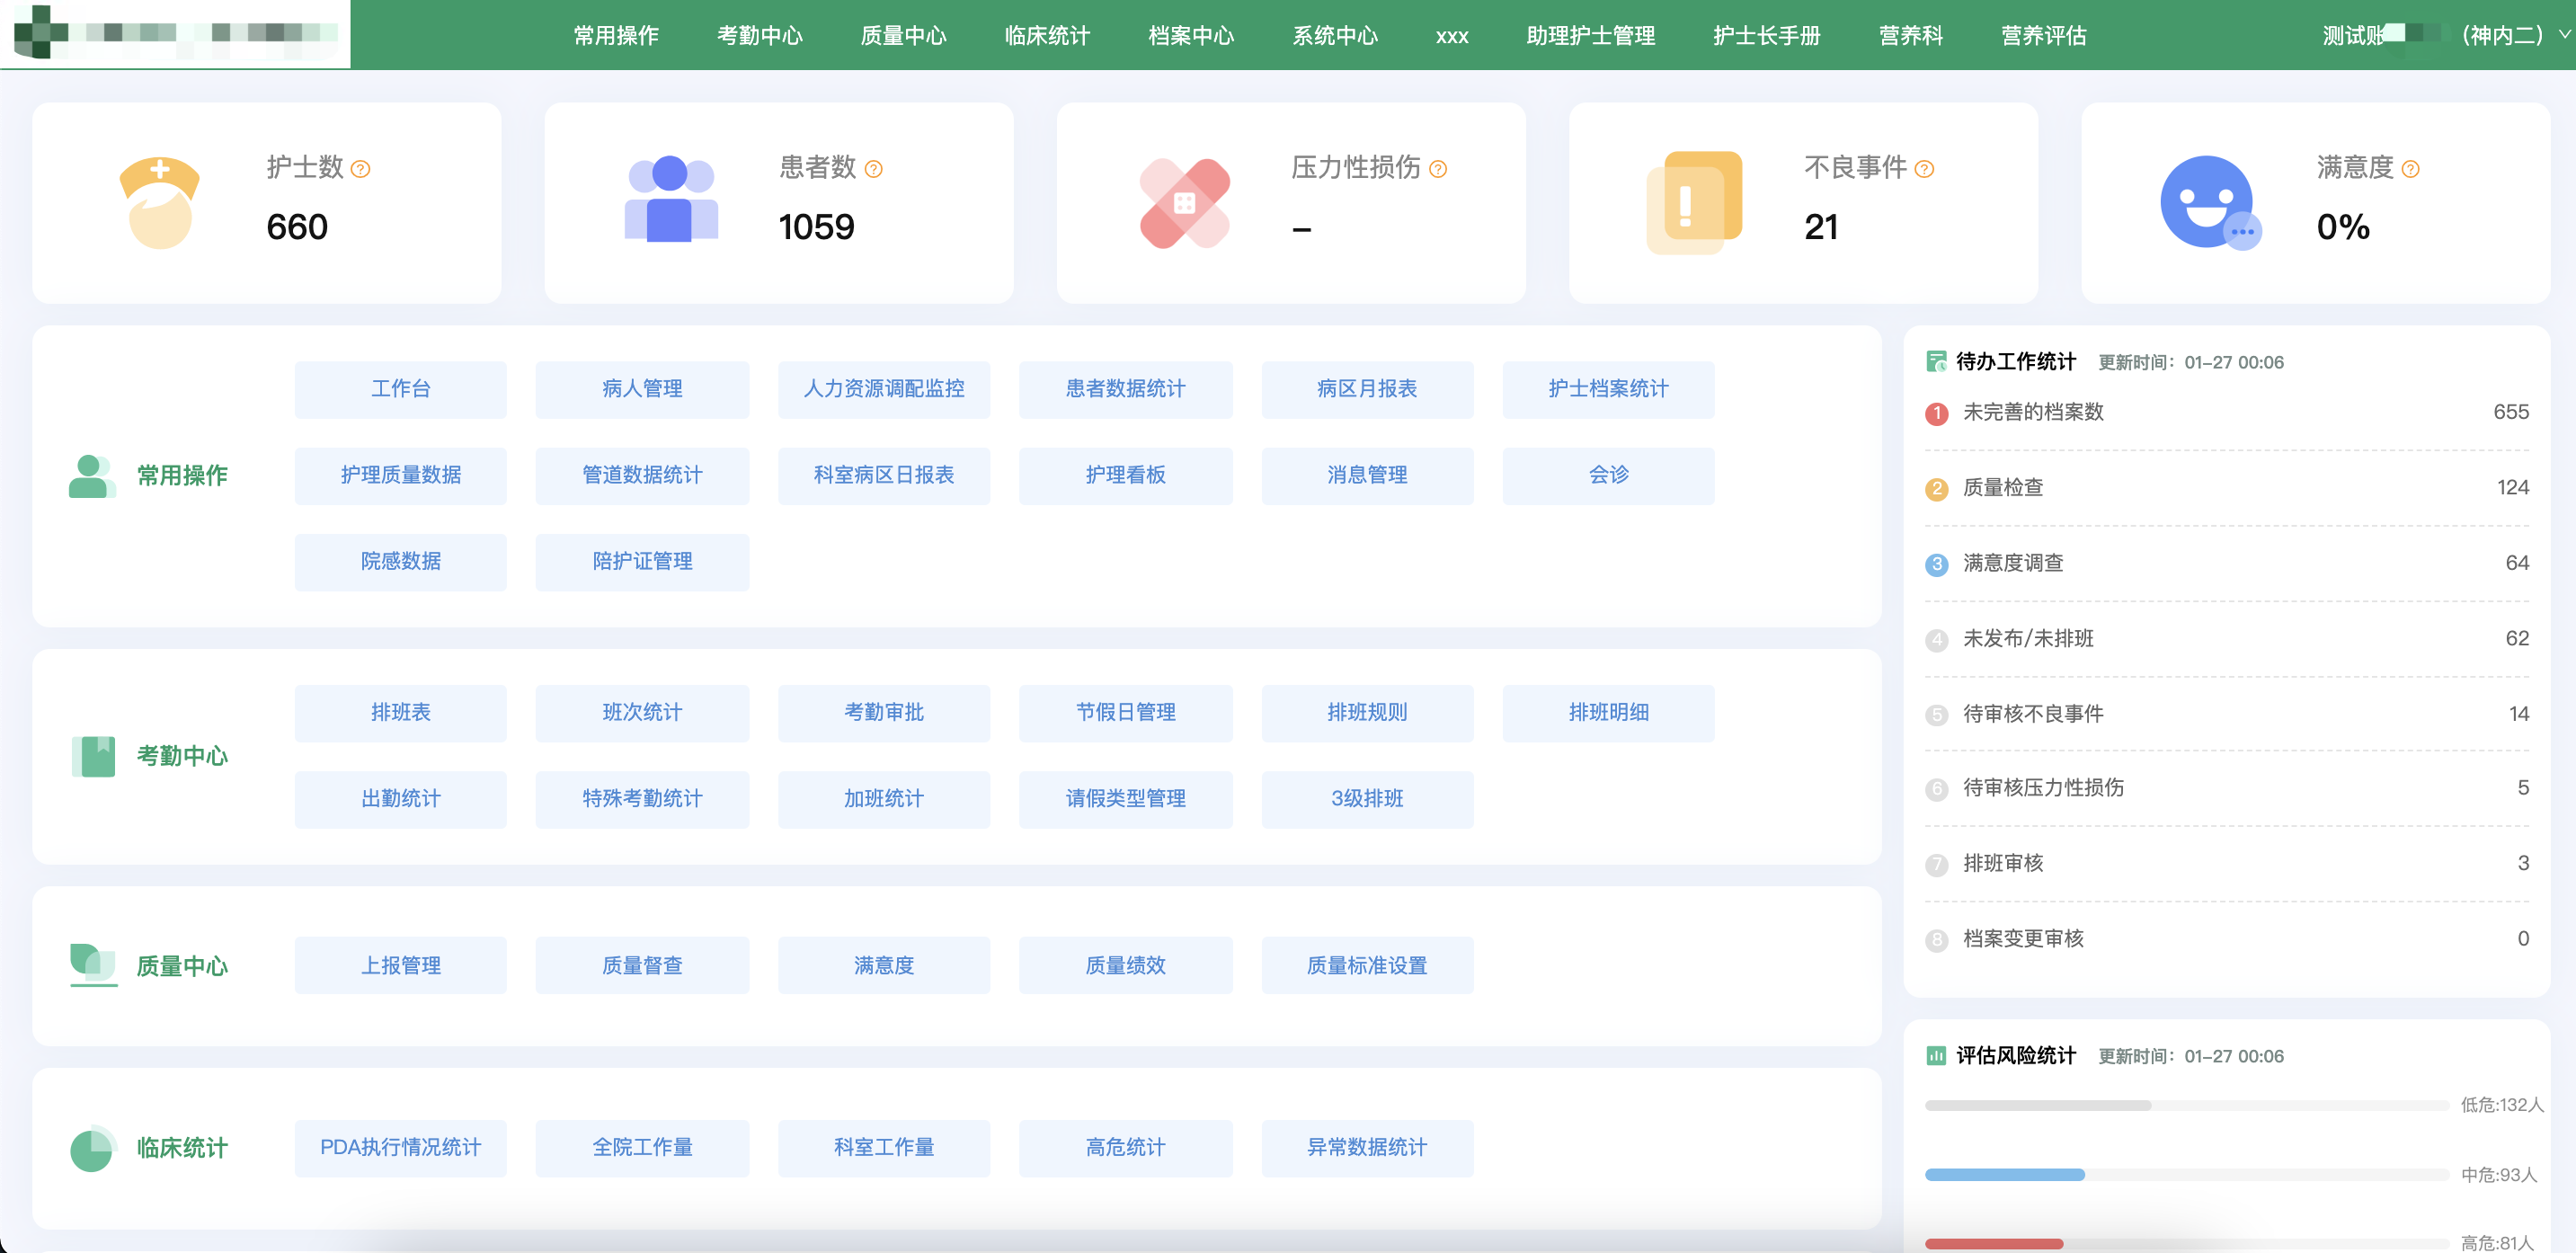 常用操作 考勤中心 质量中心 临床统计 档案中心 系统中心 xxx 助理护士管理 护士长手册 营养科 营养评估 测试账 (神内二)
护士数 ?
660
患者数 ?
1059
压力性损伤 ?
–
不良事件 ?
21
满意度 ?
0%
常用操作
工作台 病人管理 人力资源调配监控 患者数据统计 病区月报表 护士档案统计
护理质量数据 管道数据统计 科室病区日报表 护理看板 消息管理 会诊
院感数据 陪护证管理
考勤中心
排班表 班次统计 考勤审批 节假日管理 排班规则 排班明细
出勤统计 特殊考勤统计 加班统计 请假类型管理 3级排班
质量中心
上报管理 质量督查 满意度 质量绩效 质量标准设置
临床统计
PDA执行情况统计 全院工作量 科室工作量 高危统计 异常数据统计
待办工作统计 更新时间: 01-27 00:06
1 未完善的档案数 655
2 质量检查 124
3 满意度调查 64
4 未发布/未排班 62
5 待审核不良事件 14
6 待审核压力性损伤 5
7 排班审核 3
8 档案变更审核 0
评估风险统计 更新时间: 01-27 00:06
低危:132人
中危:93人
高危:81人